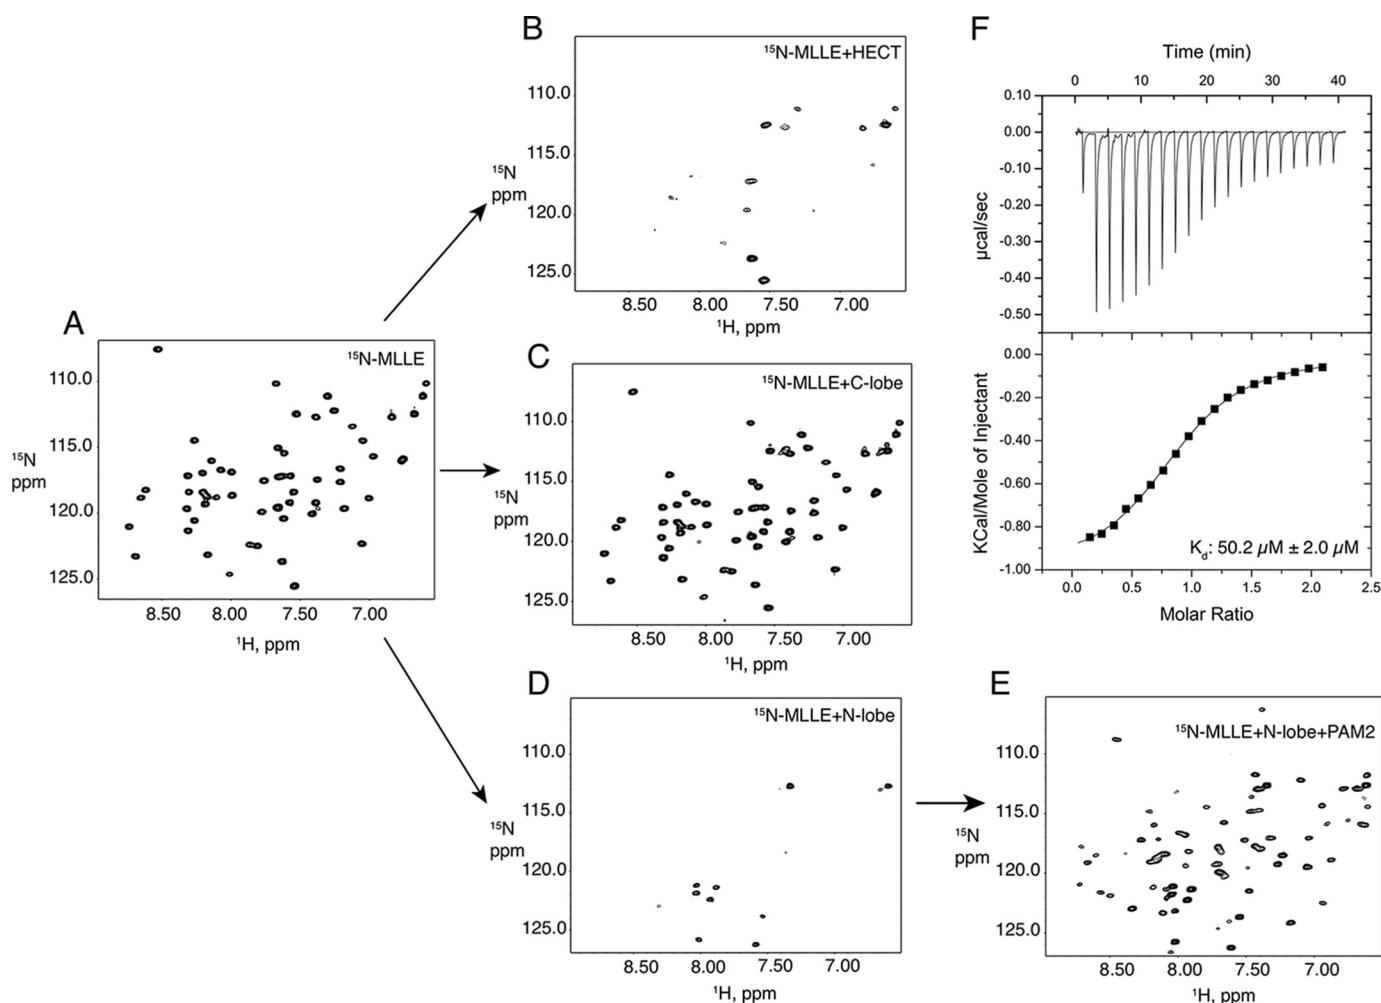 A
¹⁵N-MLLE
110.0
115.0
120.0
125.0
¹⁵N
ppm
8.50 8.00 7.50 7.00
¹H, ppm
B
¹⁵N-MLLE+HECT
110.0
115.0
120.0
125.0
¹⁵N
ppm
8.50 8.00 7.50 7.00
¹H, ppm
C
¹⁵N-MLLE+C-lobe
110.0
115.0
120.0
125.0
¹⁵N
ppm
8.50 8.00 7.50 7.00
¹H, ppm
D
¹⁵N-MLLE+N-lobe
110.0
115.0
120.0
125.0
¹⁵N
ppm
8.50 8.00 7.50 7.00
¹H, ppm
E
¹⁵N-MLLE+N-lobe+PAM2
110.0
115.0
120.0
125.0
¹⁵N
ppm
8.50 8.00 7.50 7.00
¹H, ppm
F
Time (min)
0 10 20 30 40
0.10
0.00
-0.10
-0.20
-0.30
-0.40
-0.50
µcal/sec
0.00
-0.20
-0.40
-0.60
-0.80
-1.00
KCal/Mole of Injectant
K_d: 50.2 µM ± 2.0 µM
0.0 0.5 1.0 1.5 2.0 2.5
Molar Ratio